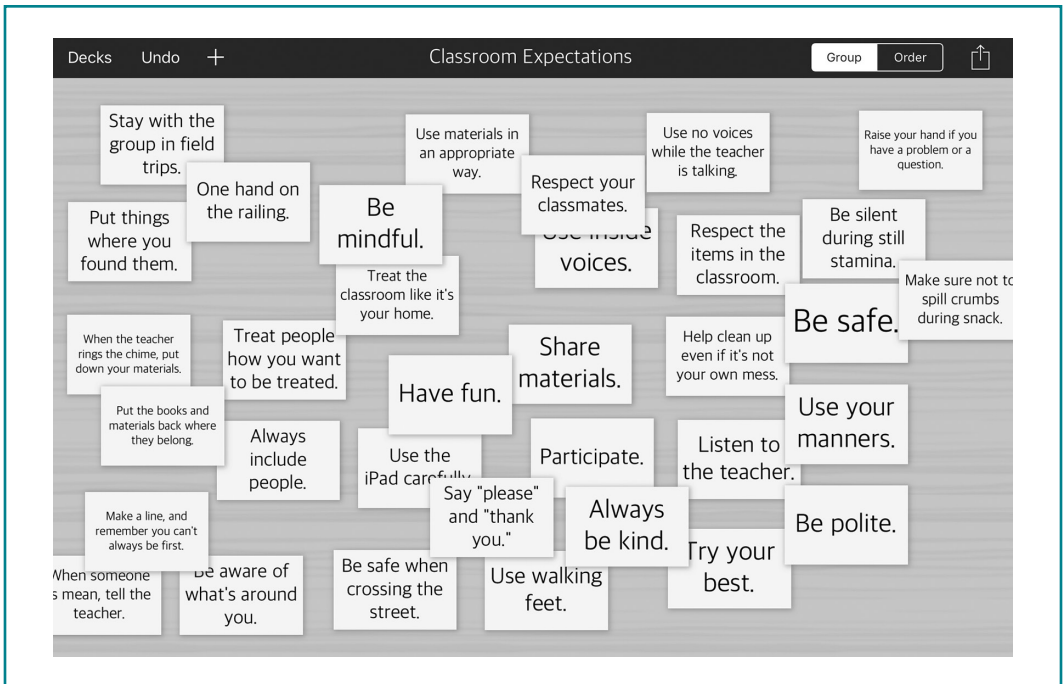 Decks Undo + Classroom Expectations Group Order
Stay with the
group in field
trips.
One hand on
the railing.
Put things
where you
found them.
Be
mindful.
Use materials in
an appropriate
way.
Respect your
classmates.
Use inside
voices.
Use no voices
while the teacher
is talking.
Raise your hand if you
have a problem or a
question.
Respect the
items in the
classroom.
Be silent
during still
stamina.
Make sure not to
spill crumbs
during snack.
Be safe.
Treat the
classroom like it's
your home.
When the teacher
rings the chime, put
down your materials.
Treat people
how you want
to be treated.
Have fun.
Share
materials.
Help clean up
even if it's not
your own mess.
Use your
manners.
Put the books and
materials back where
they belong.
Always
include
people.
Use the
iPad carefully
Participate.
Listen to
the teacher.
Say "please"
and "thank
you."
Always
be kind.
Be polite.
Make a line, and
remember you can't
always be first.
When someone
s mean, tell the
teacher.
Be aware of
what's around
you.
Be safe when
crossing the
street.
Use walking
feet.
Try your
best.